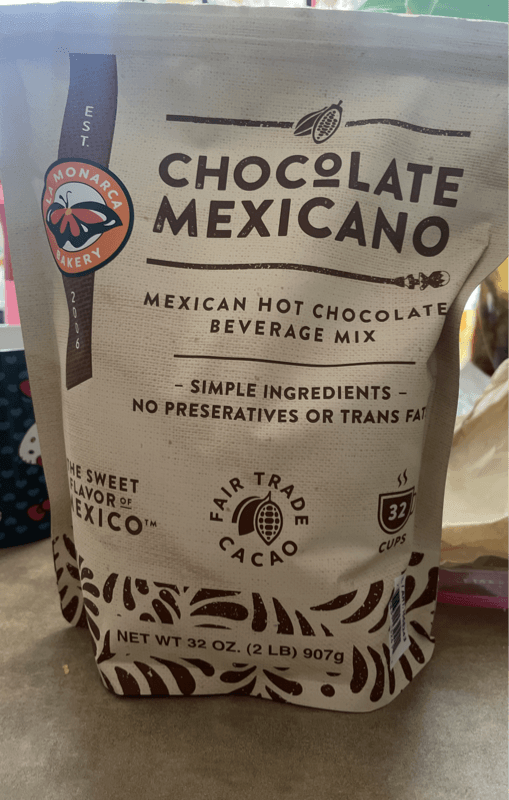 EST.
LA MONARCA
BAKERY
2006
CHOCOLATE
MEXICANO
MEXICAN HOT CHOCOLATE
BEVERAGE MIX
– SIMPLE INGREDIENTS –
NO PRESERATIVES OR TRANS FAT
THE SWEET
FLAVOR OF
MEXICO™
FAIR TRADE
CACAO
32
CUPS
NET WT 32 OZ. (2 LB) 907g